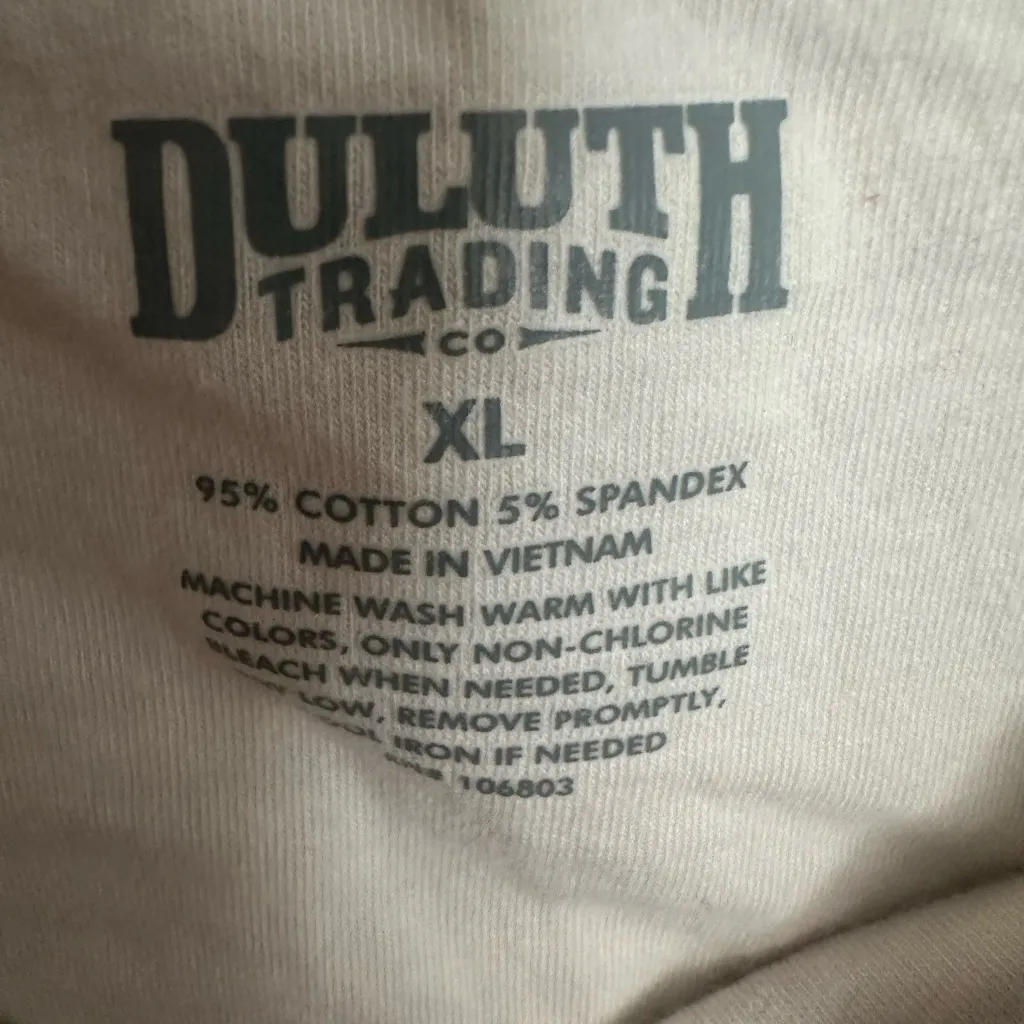 DULUTH
TRADING
CO
XL
95% COTTON 5% SPANDEX
MADE IN VIETNAM
MACHINE WASH WARM WITH LIKE
COLORS, ONLY NON-CHLORINE
BLEACH WHEN NEEDED, TUMBLE
LOW, REMOVE PROMPTLY,
IRON IF NEEDED
106803